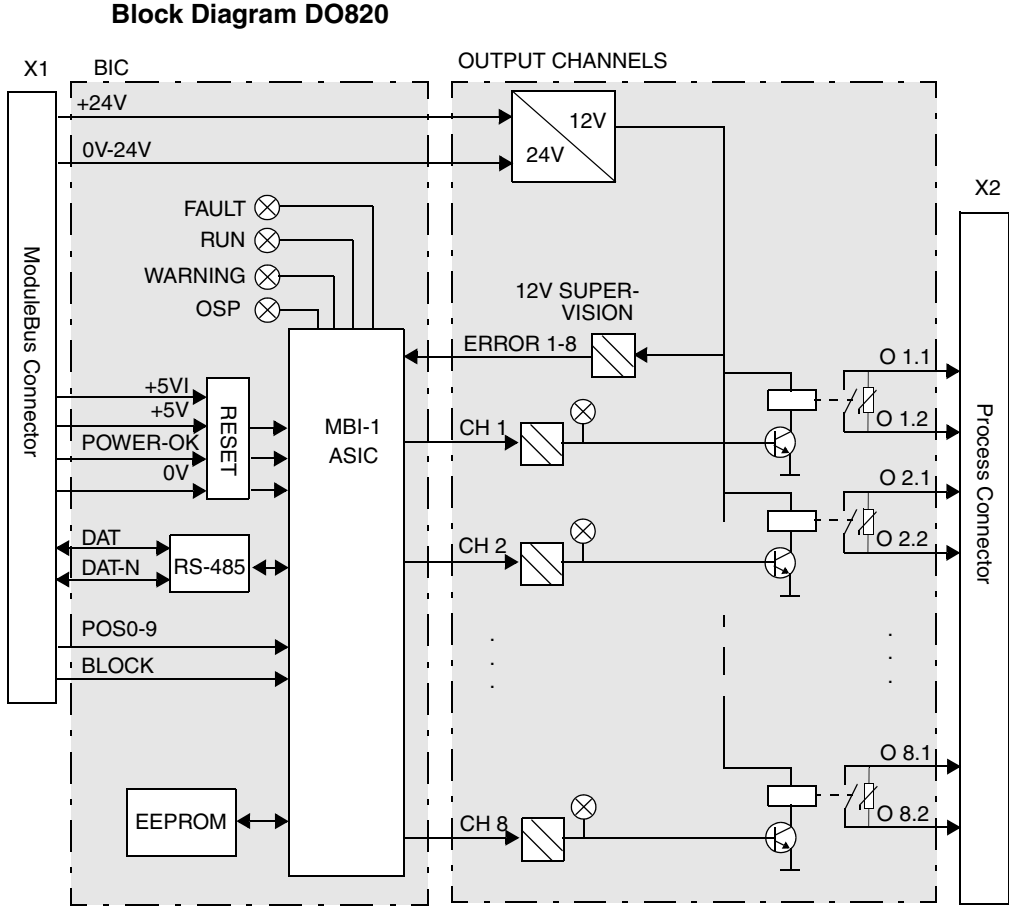 Block Diagram DO820
X1
BIC
OUTPUT CHANNELS
+24V
12V
24V
0V-24V
X2
FAULT
RUN
WARNING
OSP
12V SUPER-
VISION
ERROR 1-8
ModuleBus Connector
+5VI
+5V
POWER-OK
0V
RESET
MBI-1
ASIC
CH 1
O 1.1
O 1.2
Process Connector
DAT
DAT-N
RS-485
CH 2
O 2.1
O 2.2
POS0-9
BLOCK
EEPROM
CH 8
O 8.1
O 8.2